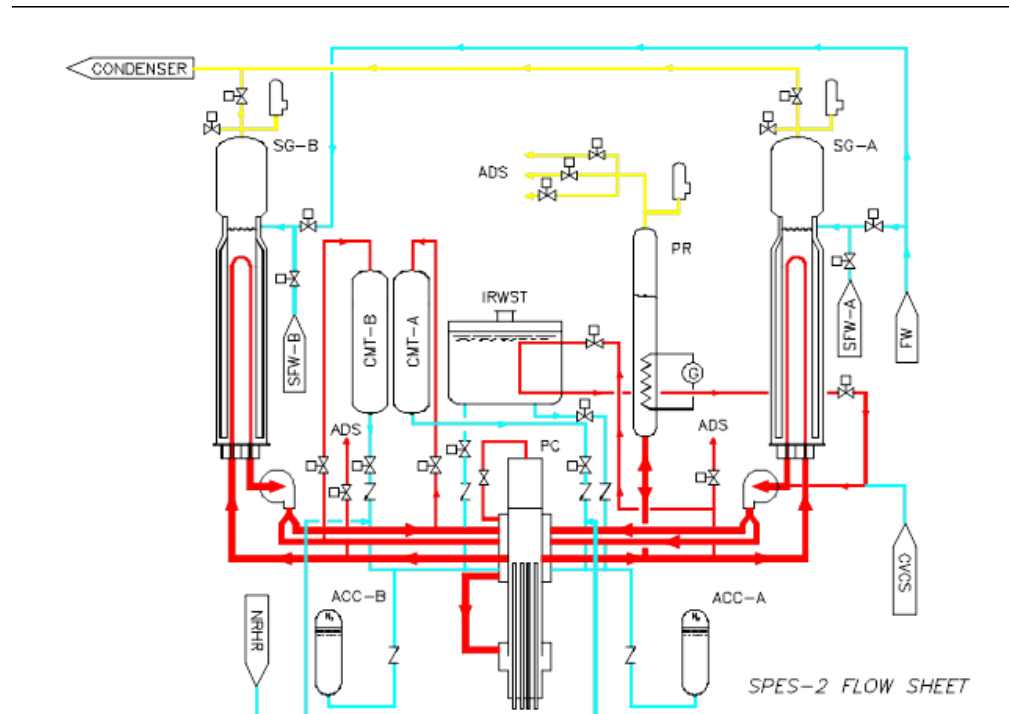 CONDENSER
SG-B
SG-A
ADS
PR
IRWST
CMT-B
CMT-A
SFW-B
SFW-A
FW
G
ADS
PC
ADS
ACC-B
ACC-A
N₂
N₂
NRHR
CVCS
SPES-2 FLOW SHEET